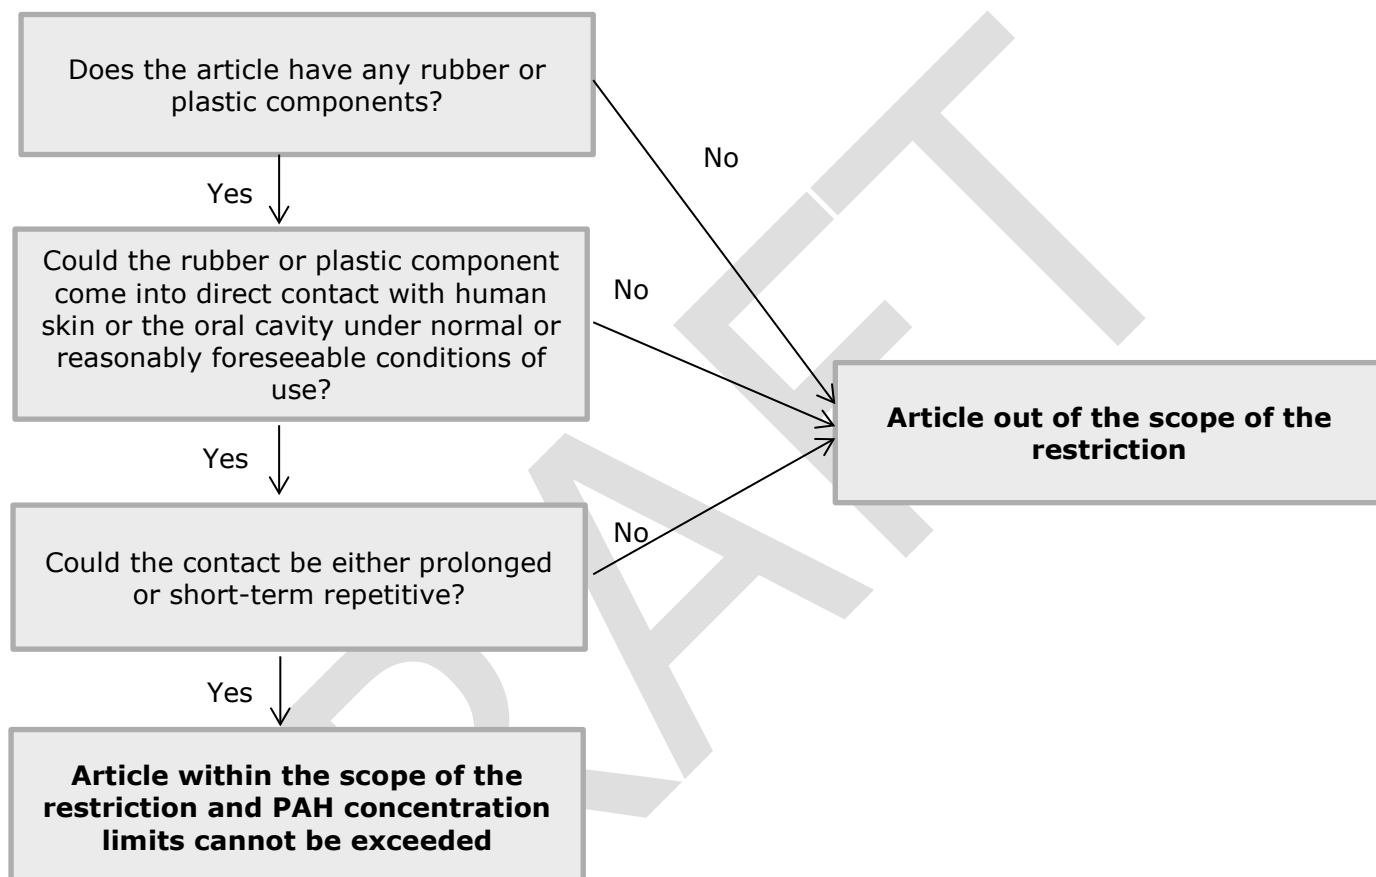 Does the article have any rubber or
plastic components?
No
Yes
Could the rubber or plastic component
come into direct contact with human
skin or the oral cavity under normal or
reasonably foreseeable conditions of
use?
No
Article out of the scope of the
restriction
Yes
Could the contact be either prolonged
or short-term repetitive?
No
Yes
Article within the scope of the
restriction and PAH concentration
limits cannot be exceeded
RAFT